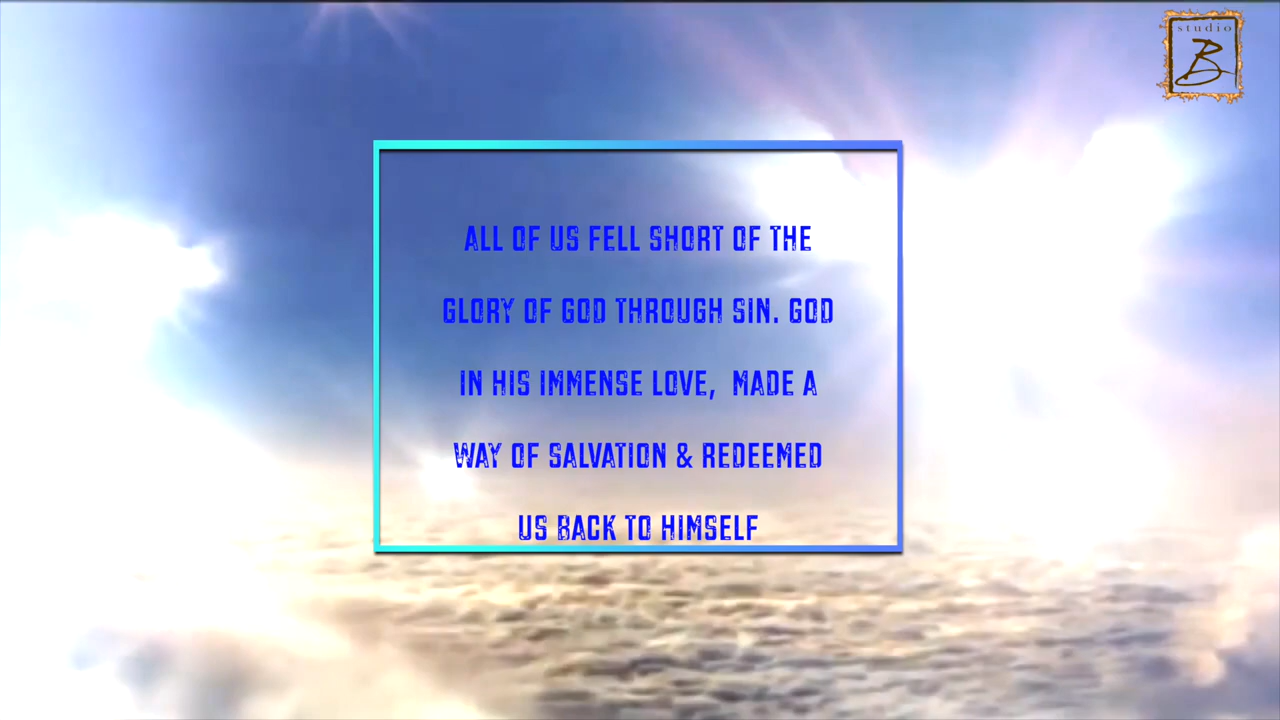 studio
B
ALL OF US FELL SHORT OF THE
GLORY OF GOD THROUGH SIN. GOD
IN HIS IMMENSE LOVE,  MADE A
WAY OF SALVATION & REDEEMED
US BACK TO HIMSELF